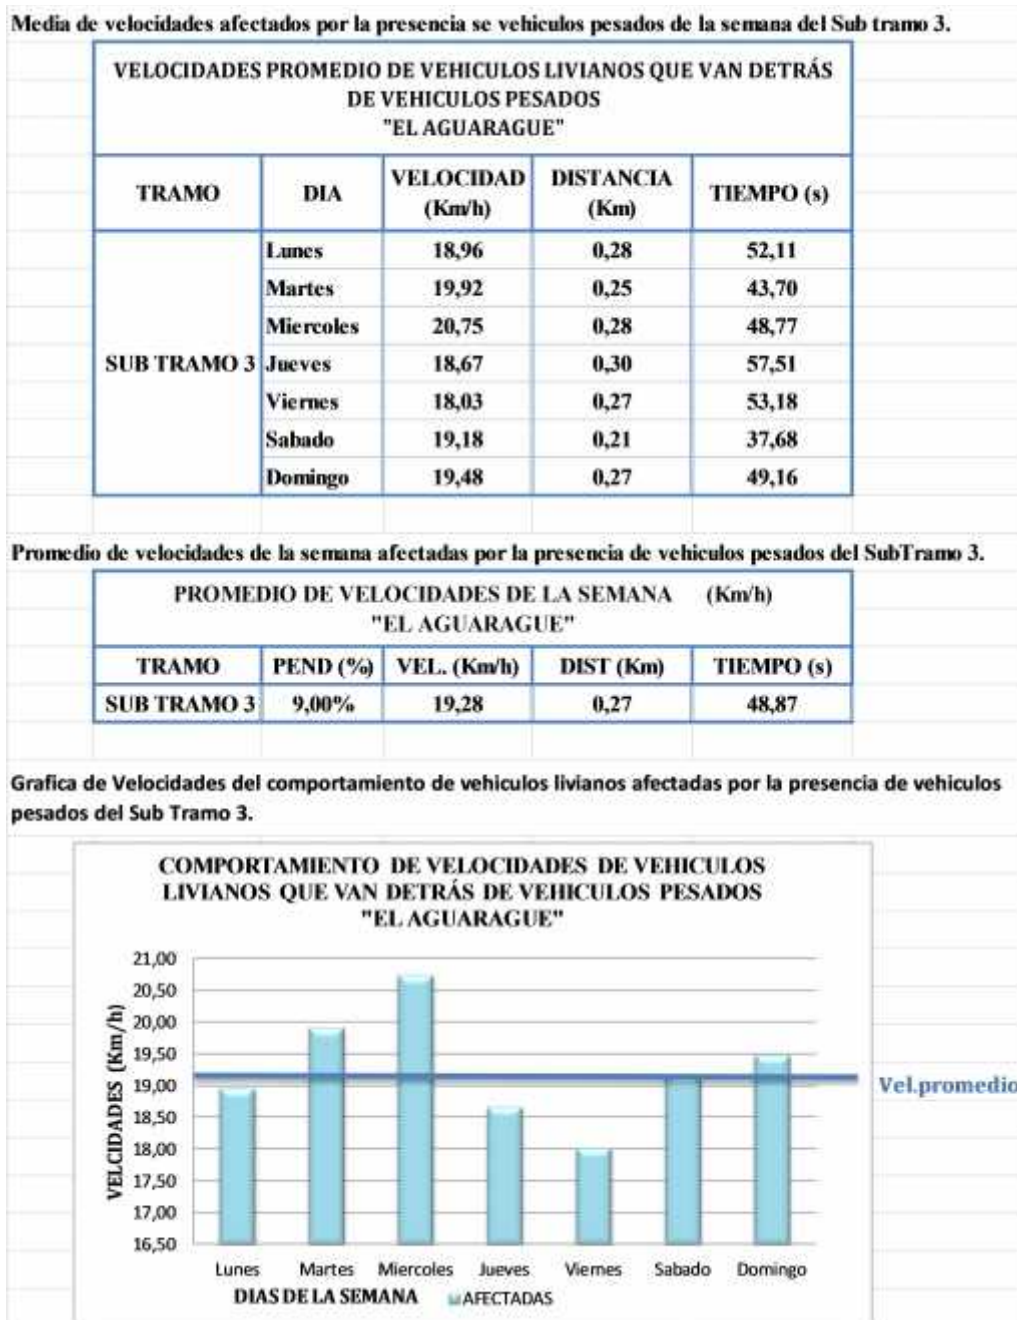 Media de velocidades afectados por la presencia se vehiculos pesados de la semana del Sub tramo 3.
VELOCIDADES PROMEDIO DE VEHICULOS LIVIANOS QUE VAN DETRÁS
DE VEHICULOS PESADOS
"EL AGUARAGUE"
TRAMO DIA VELOCIDAD (Km/h) DISTANCIA (Km) TIEMPO (s)
Lunes 18,96 0,28 52,11
Martes 19,92 0,25 43,70
Miercoles 20,75 0,28 48,77
SUB TRAMO 3 Jueves 18,67 0,30 57,51
Viernes 18,03 0,27 53,18
Sabado 19,18 0,21 37,68
Domingo 19,48 0,27 49,16
Promedio de velocidades de la semana afectadas por la presencia de vehiculos pesados del SubTramo 3.
PROMEDIO DE VELOCIDADES DE LA SEMANA (Km/h)
"EL AGUARAGUE"
TRAMO PEND (%) VEL. (Km/h) DIST (Km) TIEMPO (s)
SUB TRAMO 3 9,00% 19,28 0,27 48,87
Grafica de Velocidades del comportamiento de vehiculos livianos afectadas por la presencia de vehiculos
pesados del Sub Tramo 3.
COMPORTAMIENTO DE VELOCIDADES DE VEHICULOS
LIVIANOS QUE VAN DETRÁS DE VEHICULOS PESADOS
"EL AGUARAGUE"
VELCIDADES (Km/h)
21,00
20,50
20,00
19,50
19,00
18,50
18,00
17,50
17,00
16,50
Vel.promedio
Lunes Martes Miercoles Jueves Viernes Sabado Domingo
DIAS DE LA SEMANA AFECTADAS